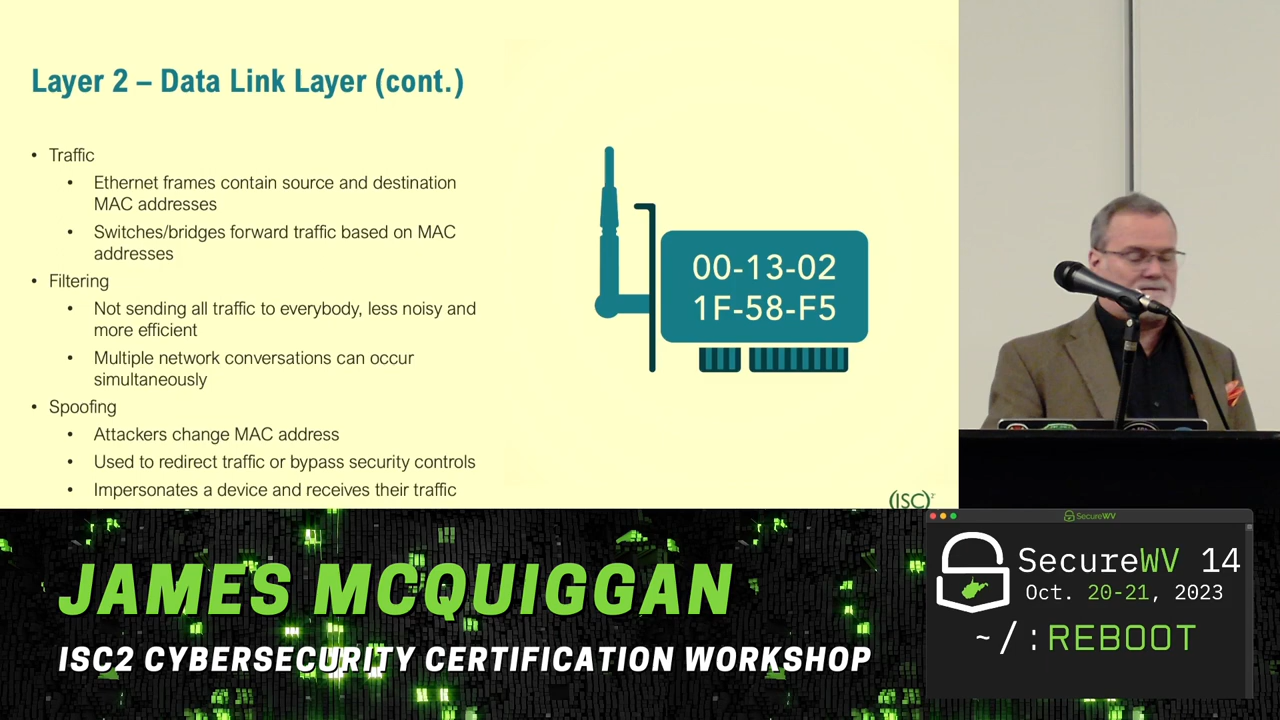 Layer 2 – Data Link Layer (cont.)
• Traffic
• Ethernet frames contain source and destination
MAC addresses
• Switches/bridges forward traffic based on MAC
addresses
• Filtering
• Not sending all traffic to everybody, less noisy and
more efficient
• Multiple network conversations can occur
simultaneously
• Spoofing
• Attackers change MAC address
• Used to redirect traffic or bypass security controls
• Impersonates a device and receives their traffic
00-13-02
1F-58-F5
(ISC)²
JAMES MCQUIGGAN
ISC2 CYBERSECURITY CERTIFICATION WORKSHOP
SecureWV
SecureWV 14
Oct. 20-21, 2023
~/:REBOOT